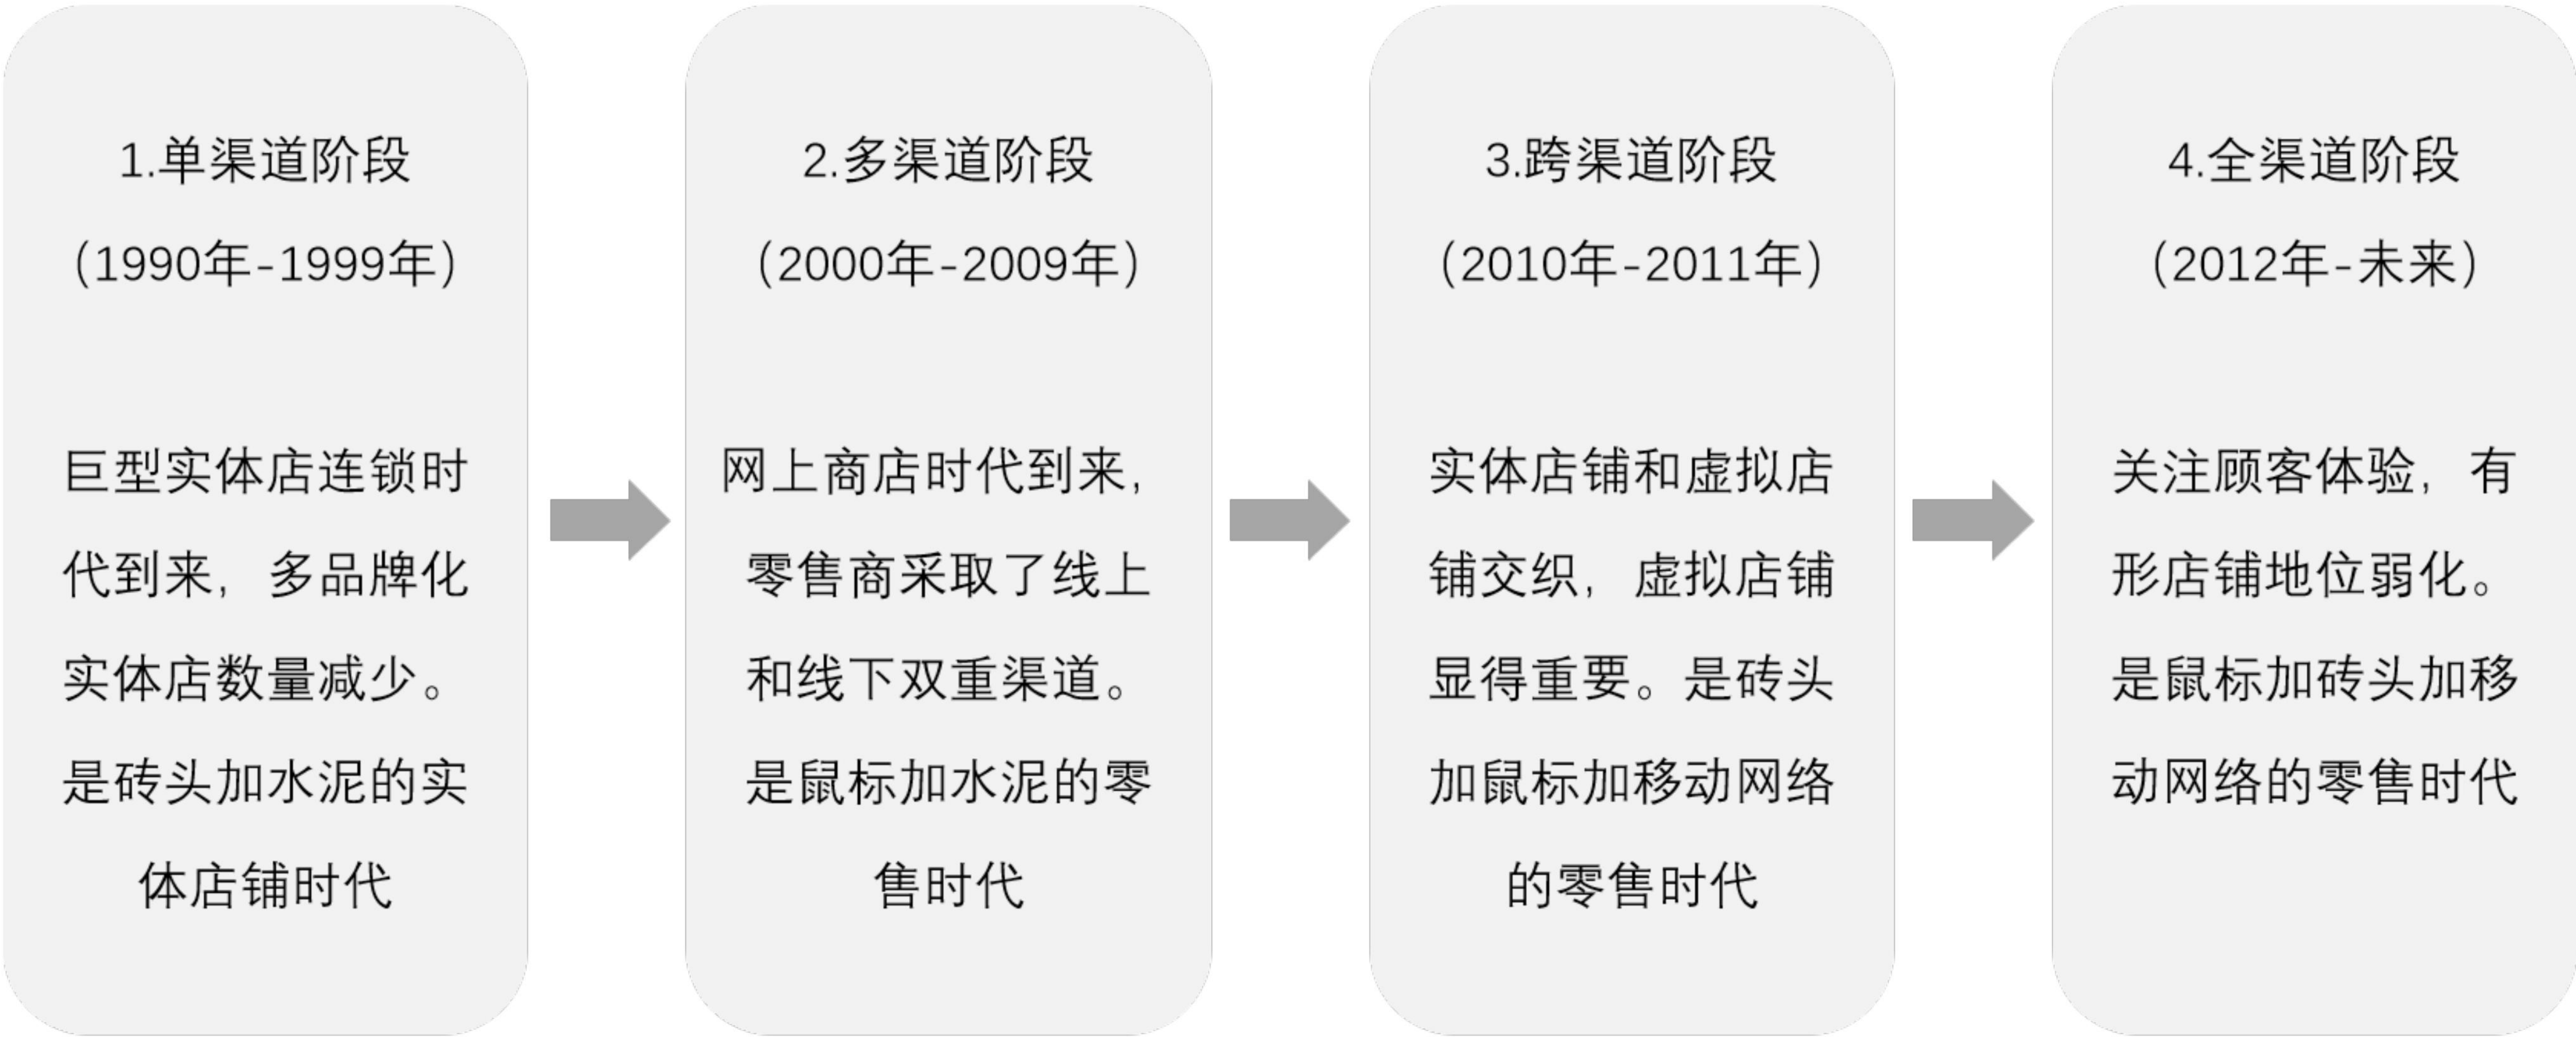 1.单渠道阶段
（1990年-1999年）
巨型实体店连锁时
代到来，多品牌化
实体店数量减少。
是砖头加水泥的实
体店铺时代
2.多渠道阶段
（2000年-2009年）
网上商店时代到来，
零售商采取了线上
和线下双重渠道。
是鼠标加水泥的零
售时代
3.跨渠道阶段
（2010年-2011年）
实体店铺和虚拟店
铺交织，虚拟店铺
显得重要。是砖头
加鼠标加移动网络
的零售时代
4.全渠道阶段
（2012年-未来）
关注顾客体验，有
形店铺地位弱化。
是鼠标加砖头加移
动网络的零售时代